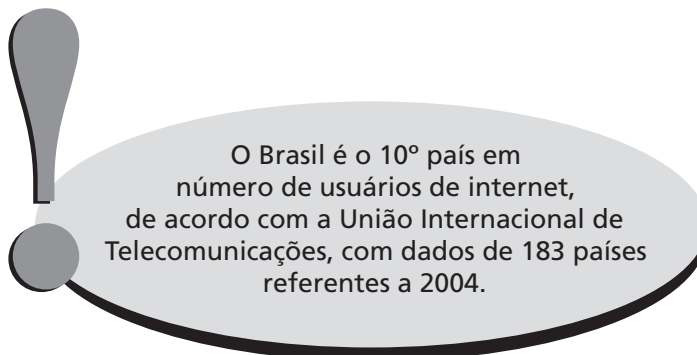 O Brasil é o 10º país em
número de usuários de internet,
de acordo com a União Internacional de
Telecomunicações, com dados de 183 países
referentes a 2004.